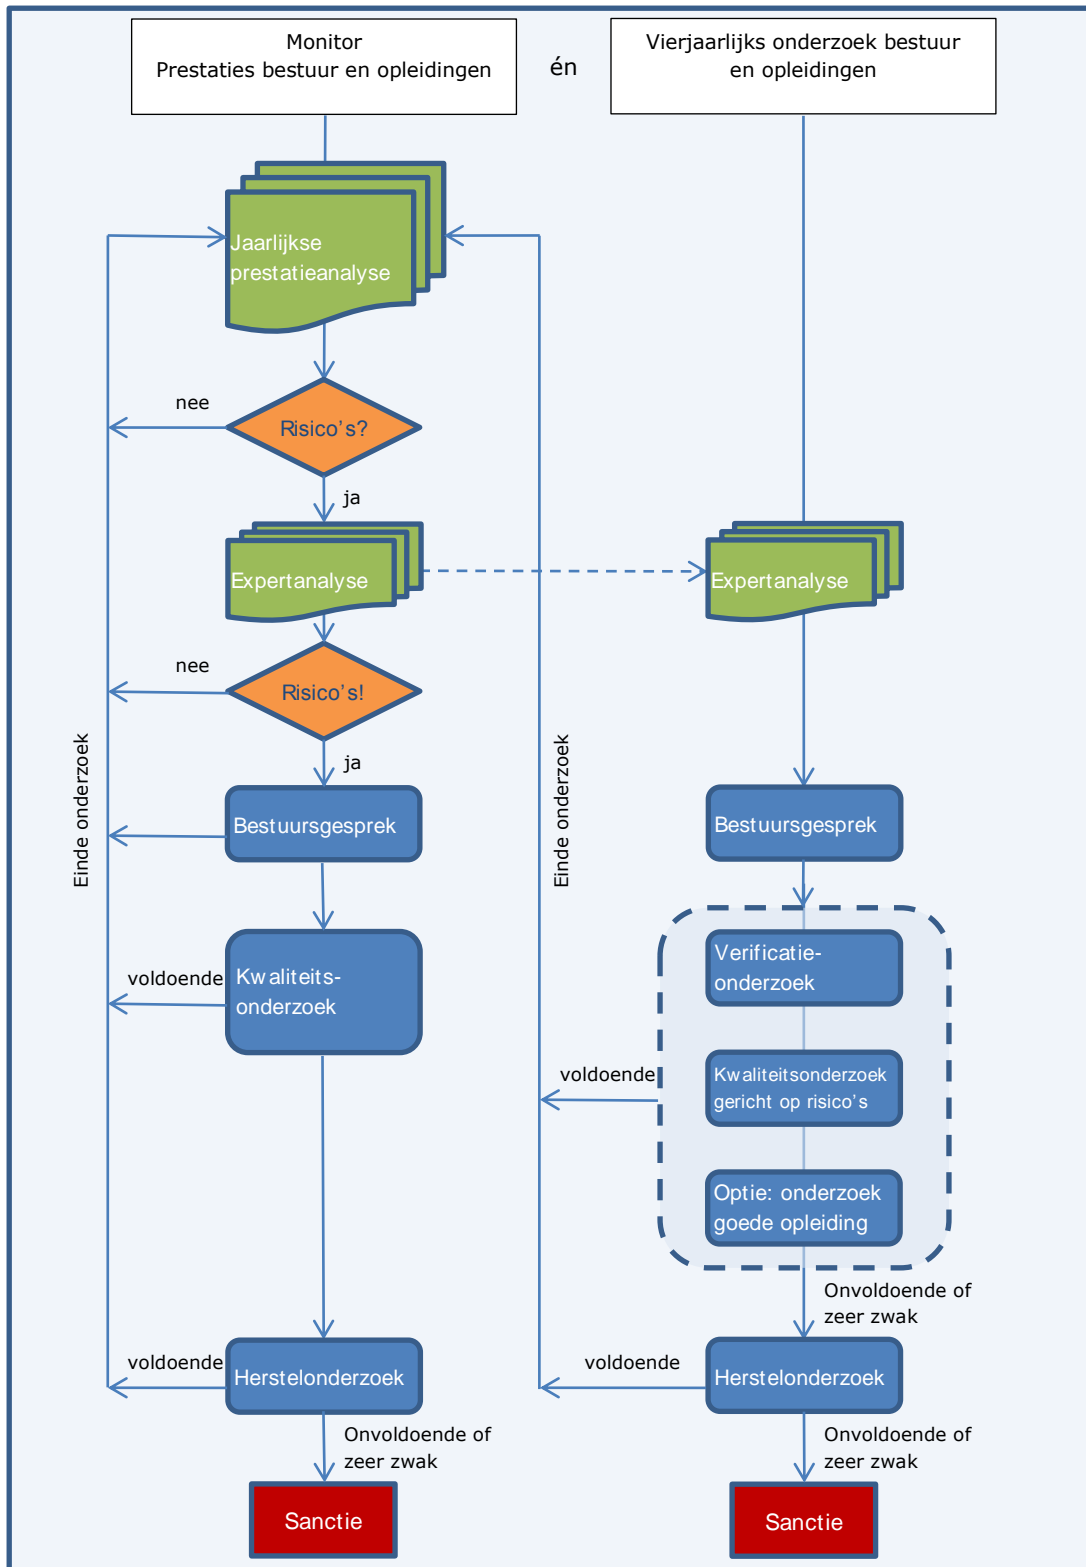 Monitor
Prestaties bestuur en opleidingen
én
Vierjaarlijks onderzoek bestuur
en opleidingen
Jaarlijkse
prestatieanalyse
nee
Risico's?
ja
Expertanalyse
Expertanalyse
nee
Risico's!
ja
Einde onderzoek
Einde onderzoek
Bestuursgesprek
Bestuursgesprek
voldoende
Kwaliteits-
onderzoek
Verificatie-
onderzoek
voldoende
Kwaliteitsonderzoek
gericht op risico's
Optie: onderzoek
goede opleiding
Onvoldoende of
zeer zwak
voldoende
Herstelonderzoek
voldoende
Herstelonderzoek
Onvoldoende of
zeer zwak
Onvoldoende of
zeer zwak
Sanctie
Sanctie